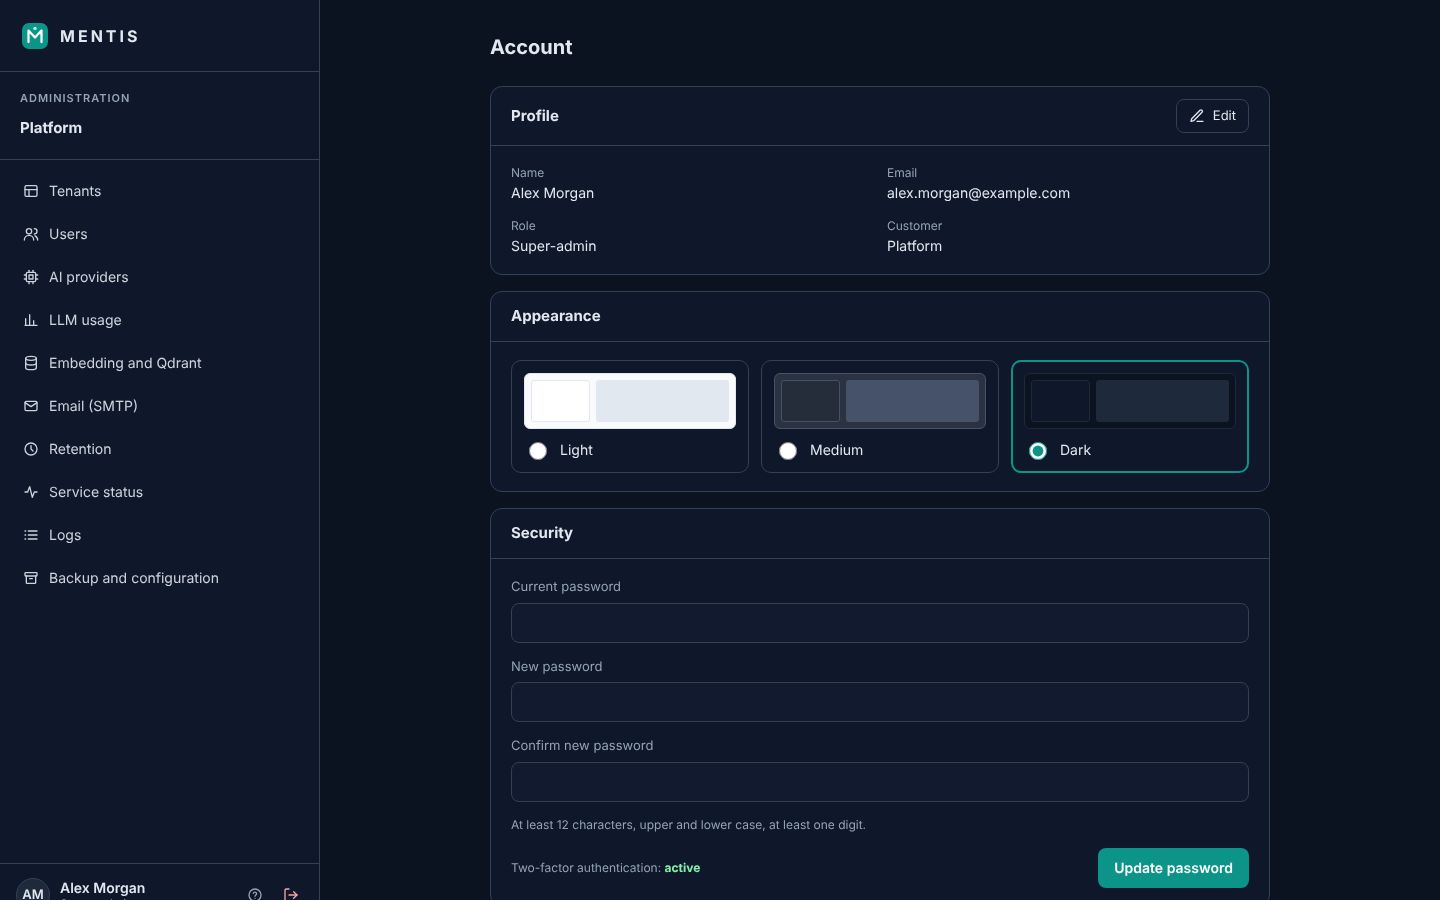 MENTIS
ADMINISTRATION
Platform
Tenants
Users
AI providers
LLM usage
Embedding and Qdrant
Email (SMTP)
Retention
Service status
Logs
Backup and configuration
AM
Alex Morgan
Account
Profile
Edit
Name
Alex Morgan
Email
alex.morgan@example.com
Role
Super-admin
Customer
Platform
Appearance
Light
Medium
Dark
Security
Current password
New password
Confirm new password
At least 12 characters, upper and lower case, at least one digit.
Two-factor authentication: active
Update password